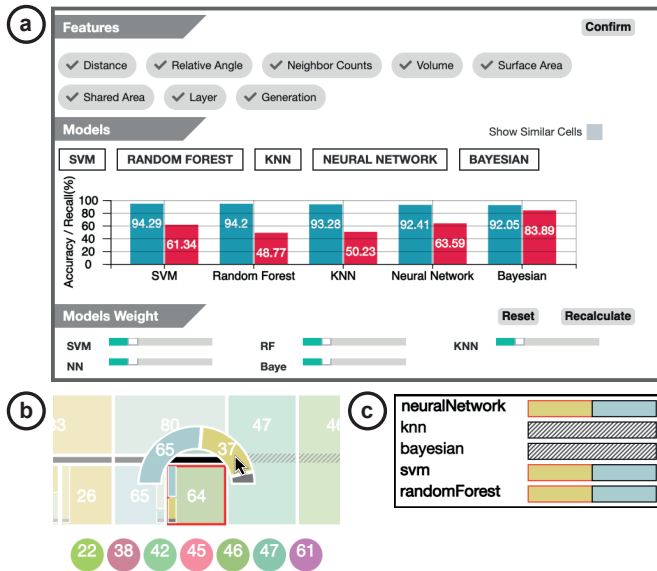 a
Features
Confirm
Distance Relative Angle Neighbor Counts Volume Surface Area
Shared Area Layer Generation
Models
Show Similar Cells
SVM RANDOM FOREST KNN NEURAL NETWORK BAYESIAN
Accuracy / Recall(%)
100
80
60
40
20
0
94.29 61.34 94.2 48.77 93.28 50.23 92.41 63.59 92.05 83.89
SVM Random Forest KNN Neural Network Bayesian
Models Weight
Reset Recalculate
SVM RF KNN
NN Baye
b
80 47
65 37
26 65 64
22 38 42 45 46 47 61
c
neuralNetwork
knn
bayesian
svm
randomForest